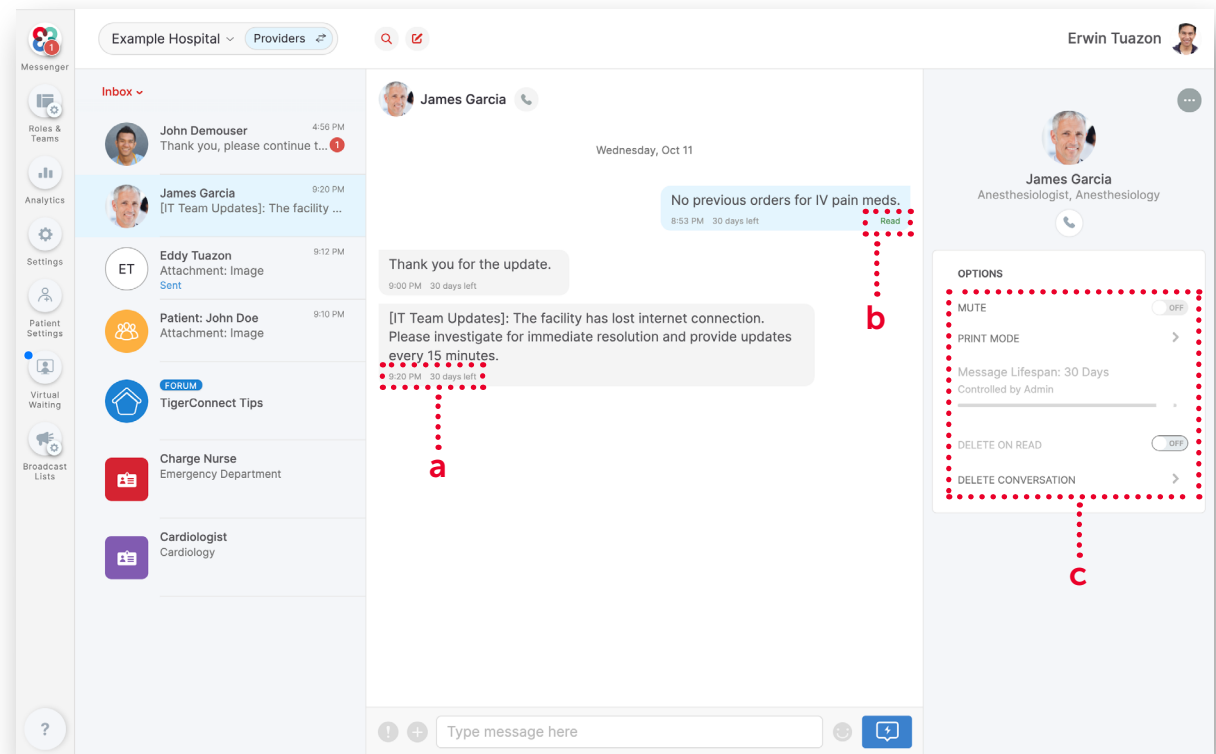 Example Hospital
Providers
Erwin Tuazon
1
Messenger
Roles &
Teams
Analytics
Settings
Patient
Settings
Virtual
Waiting
Broadcast
Lists
?
Inbox
John Demouser
4:56 PM
Thank you, please continue t...
1
James Garcia
9:20 PM
[IT Team Updates]: The facility ...
ET
Eddy Tuazon
9:12 PM
Attachment: Image
Sent
Patient: John Doe
9:10 PM
Attachment: Image
FORUM
TigerConnect Tips
Charge Nurse
Emergency Department
Cardiologist
Cardiology
James Garcia
Wednesday, Oct 11
No previous orders for IV pain meds.
8:53 PM 30 days left
Read
b
Thank you for the update.
9:00 PM 30 days left
[IT Team Updates]: The facility has lost internet connection.
Please investigate for immediate resolution and provide updates
every 15 minutes.
9:20 PM 30 days left
a
Type message here
James Garcia
Anesthesiologist, Anesthesiology
OPTIONS
MUTE
OFF
PRINT MODE
Message Lifespan: 30 Days
Controlled by Admin
DELETE ON READ
OFF
DELETE CONVERSATION
c